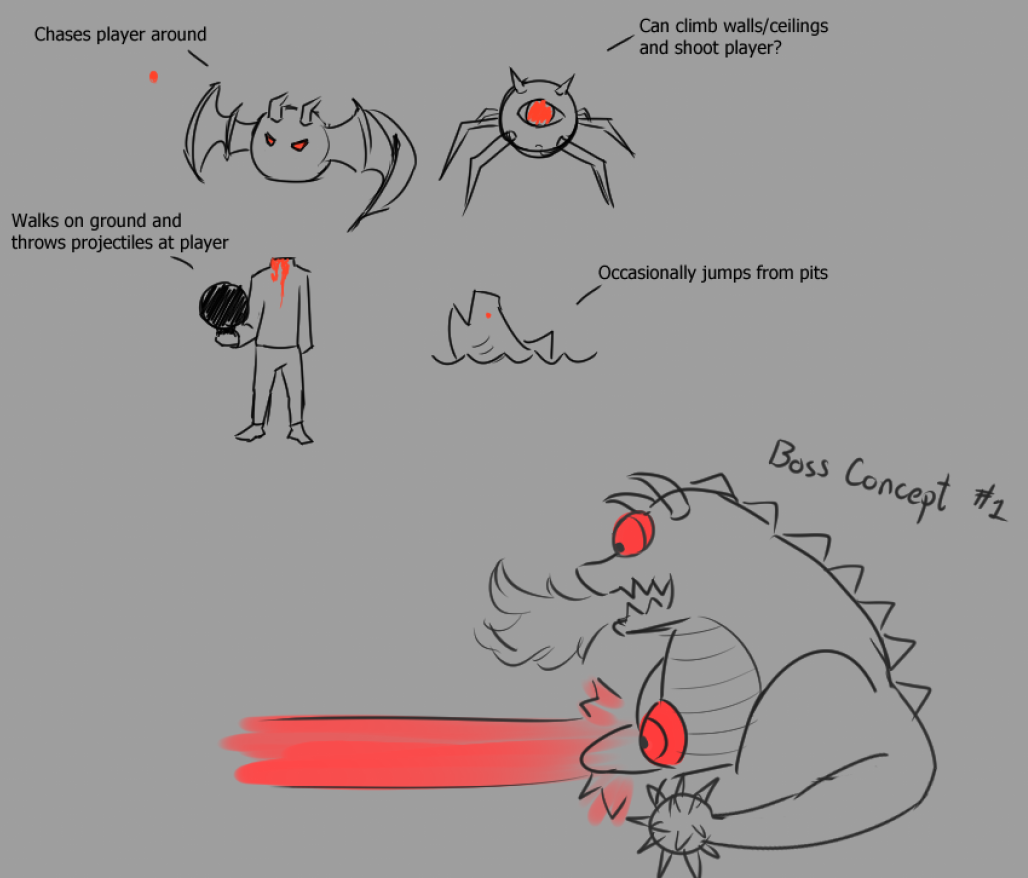 Chases player around
Can climb walls/ceilings
and shoot player?
Walks on ground and
throws projectiles at player
Occasionally jumps from pits
Boss Concept #1